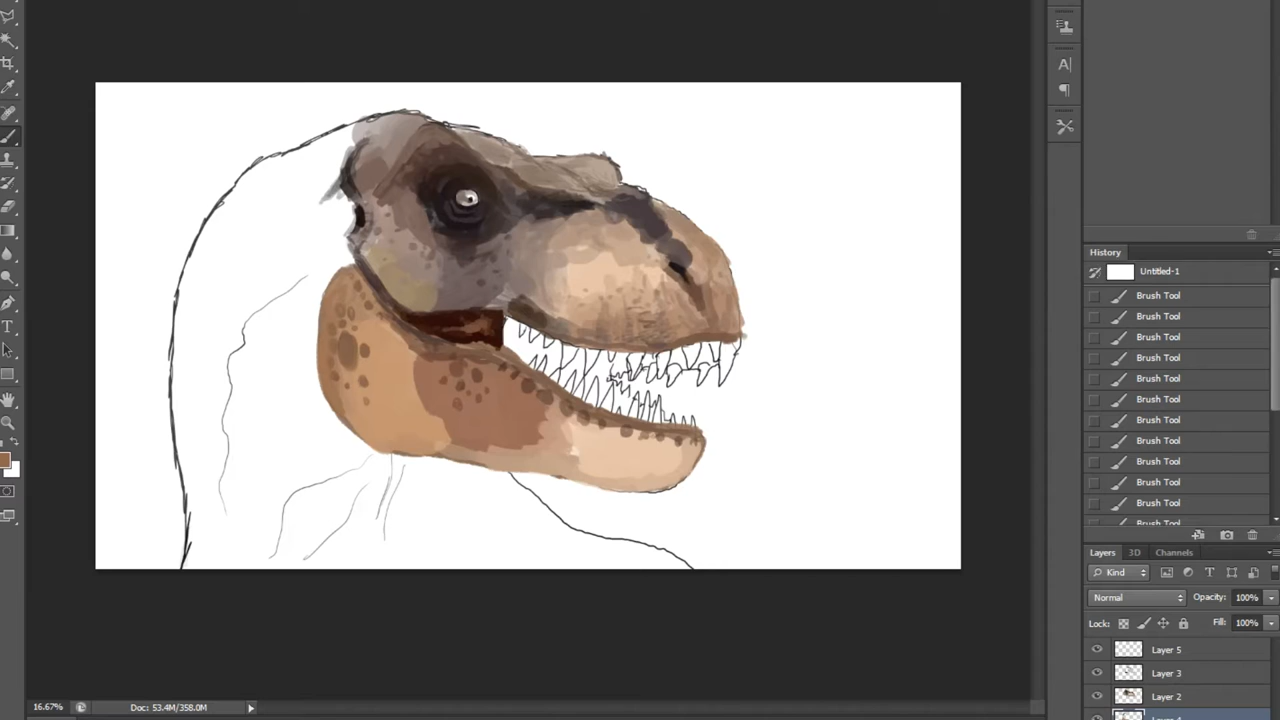 A|
History
Untitled-1
Brush Tool
Brush Tool
Brush Tool
Brush Tool
Brush Tool
Brush Tool
Brush Tool
Brush Tool
Brush Tool
Brush Tool
Brush Tool
Layers 3D Channels
Kind
Normal Opacity: 100%
Lock: Fill: 100%
Layer 5
Layer 3
Layer 2
16.67% Doc: 53.4M/358.0M